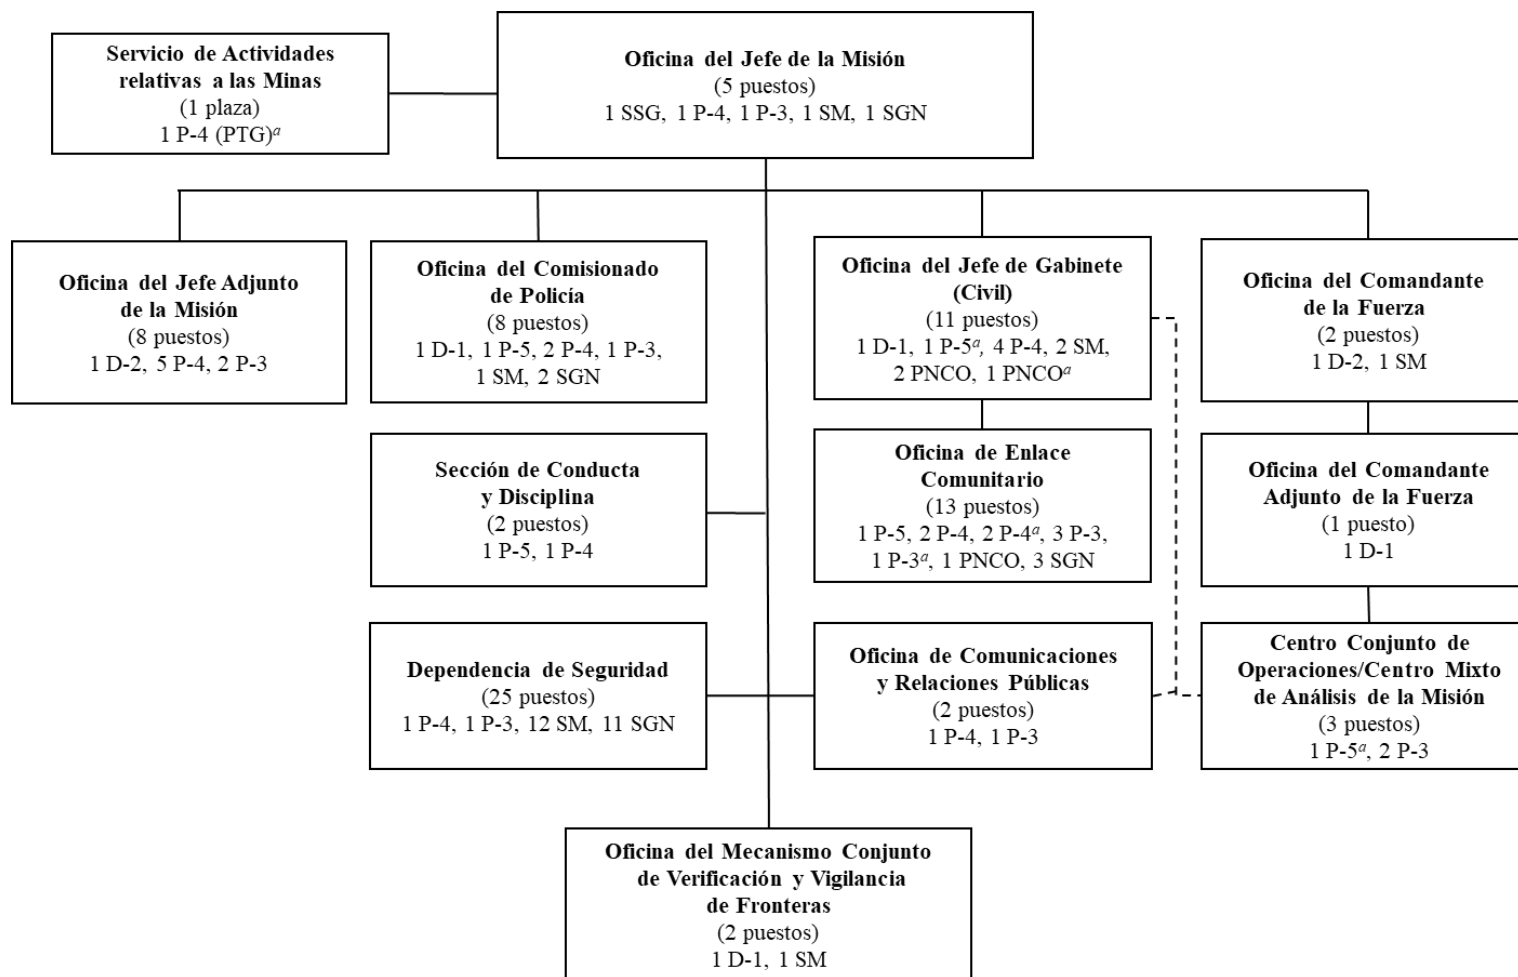 Servicio de Actividades
relativas a las Minas
(1 plaza)
1 P-4 (PTG)ᵃ
Oficina del Jefe de la Misión
(5 puestos)
1 SSG, 1 P-4, 1 P-3, 1 SM, 1 SGN
Oficina del Jefe Adjunto
de la Misión
(8 puestos)
1 D-2, 5 P-4, 2 P-3
Oficina del Comisionado
de Policía
(8 puestos)
1 D-1, 1 P-5, 2 P-4, 1 P-3,
1 SM, 2 SGN
Oficina del Jefe de Gabinete
(Civil)
(11 puestos)
1 D-1, 1 P-5ᵃ, 4 P-4, 2 SM,
2 PNCO, 1 PNCOᵃ
Oficina del Comandante
de la Fuerza
(2 puestos)
1 D-2, 1 SM
Sección de Conducta
y Disciplina
(2 puestos)
1 P-5, 1 P-4
Oficina de Enlace
Comunitario
(13 puestos)
1 P-5, 2 P-4, 2 P-4ᵃ, 3 P-3,
1 P-3ᵃ, 1 PNCO, 3 SGN
Oficina del Comandante
Adjunto de la Fuerza
(1 puesto)
1 D-1
Dependencia de Seguridad
(25 puestos)
1 P-4, 1 P-3, 12 SM, 11 SGN
Oficina de Comunicaciones
y Relaciones Públicas
(2 puestos)
1 P-4, 1 P-3
Centro Conjunto de
Operaciones/Centro Mixto
de Análisis de la Misión
(3 puestos)
1 P-5ᵃ, 2 P-3
Oficina del Mecanismo Conjunto
de Verificación y Vigilancia
de Fronteras
(2 puestos)
1 D-1, 1 SM